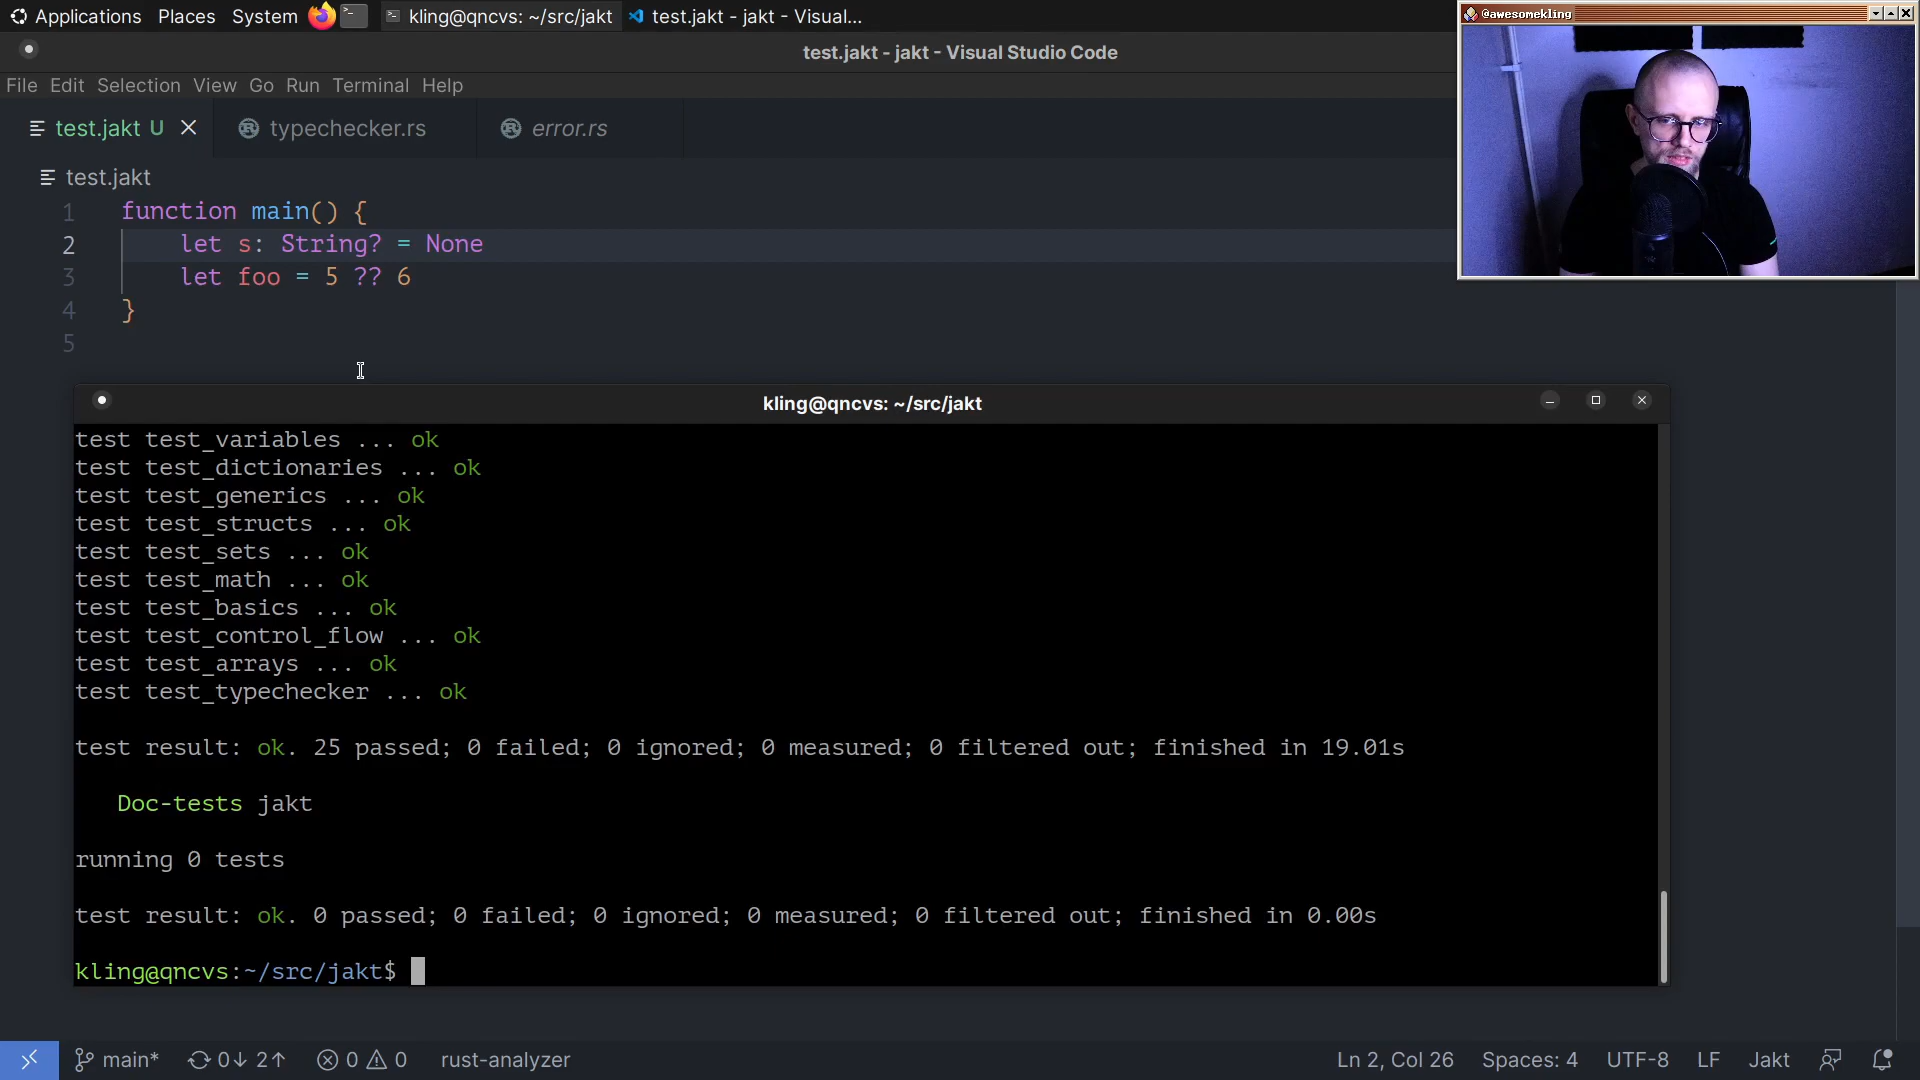 Applications Places System kling@qncvs: ~/src/jakt test.jakt - jakt - Visual...
@awesomekling
test.jakt - jakt - Visual Studio Code
File Edit Selection View Go Run Terminal Help
test.jakt U typechecker.rs error.rs
test.jakt
1 function main() {
2 let s: String? = None
3 let foo = 5 ?? 6
4 }
5
kling@qncvs: ~/src/jakt
test test_variables ... ok
test test_dictionaries ... ok
test test_generics ... ok
test test_structs ... ok
test test_sets ... ok
test test_math ... ok
test test_basics ... ok
test test_control_flow ... ok
test test_arrays ... ok
test test_typechecker ... ok
test result: ok. 25 passed; 0 failed; 0 ignored; 0 measured; 0 filtered out; finished in 19.01s
Doc-tests jakt
running 0 tests
test result: ok. 0 passed; 0 failed; 0 ignored; 0 measured; 0 filtered out; finished in 0.00s
kling@qncvs:~/src/jakt$
main* 0↓ 2↑ 0 0 rust-analyzer Ln 2, Col 26 Spaces: 4 UTF-8 LF Jakt